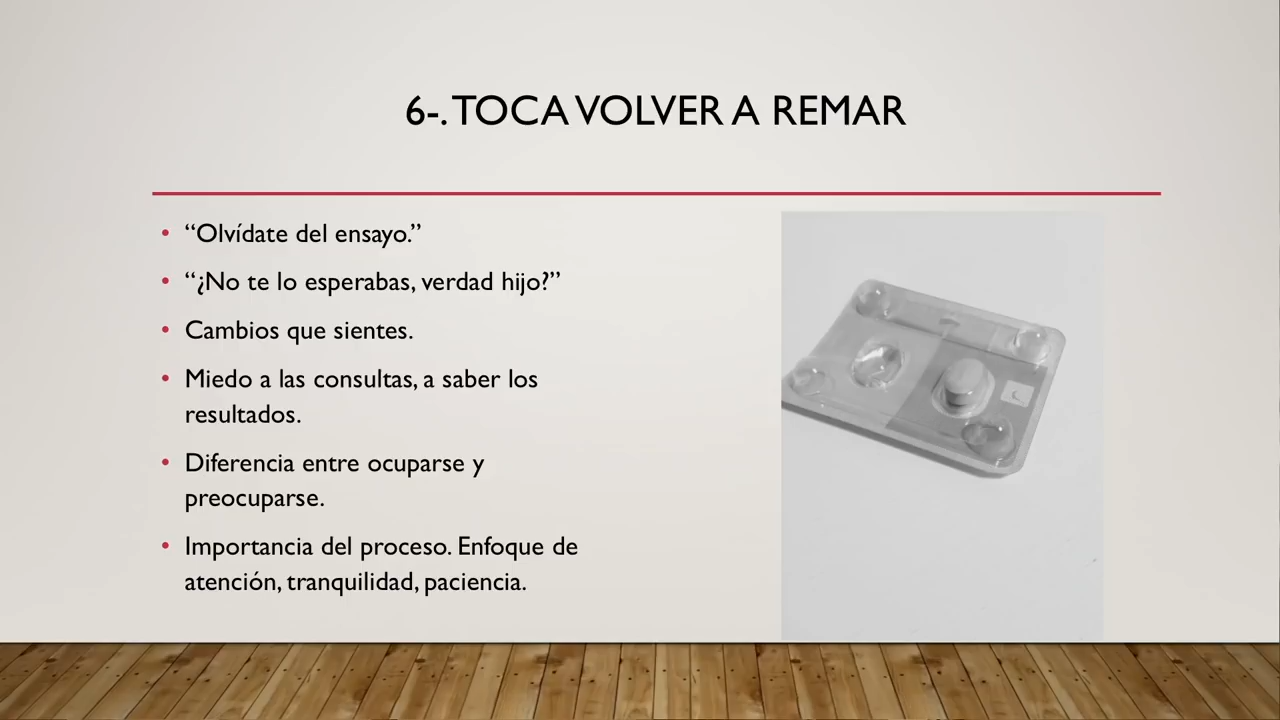 6-. TOCA VOLVER A REMAR
• “Olvídate del ensayo.”
• “¿No te lo esperabas, verdad hijo?”
• Cambios que sientes.
• Miedo a las consultas, a saber los
resultados.
• Diferencia entre ocuparse y
preocuparse.
• Importancia del proceso. Enfoque de
atención, tranquilidad, paciencia.